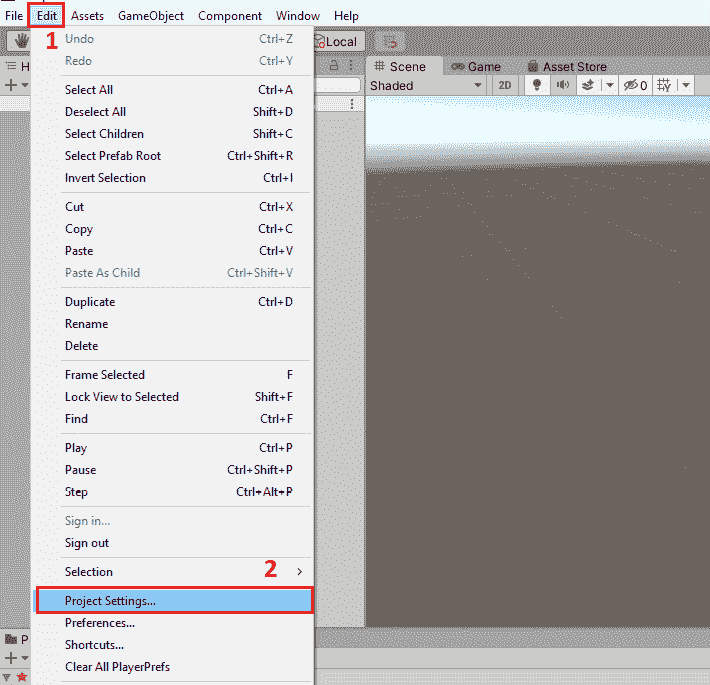 File Edit Assets GameObject Component Window Help
1
Undo Ctrl+Z
Local
Redo Ctrl+Y
H
Scene Game Asset Store
Shaded 2D 0
Select All Ctrl+A
Deselect All Shift+D
Select Children Shift+C
Select Prefab Root Ctrl+Shift+R
Invert Selection Ctrl+I
Cut Ctrl+X
Copy Ctrl+C
Paste Ctrl+V
Paste As Child Ctrl+Shift+V
Duplicate Ctrl+D
Rename
Delete
Frame Selected F
Lock View to Selected Shift+F
Find Ctrl+F
Play Ctrl+P
Pause Ctrl+Shift+P
Step Ctrl+Alt+P
Sign in...
Sign out
Selection
2
Project Settings...
Preferences...
P
Shortcuts...
Clear All PlayerPrefs